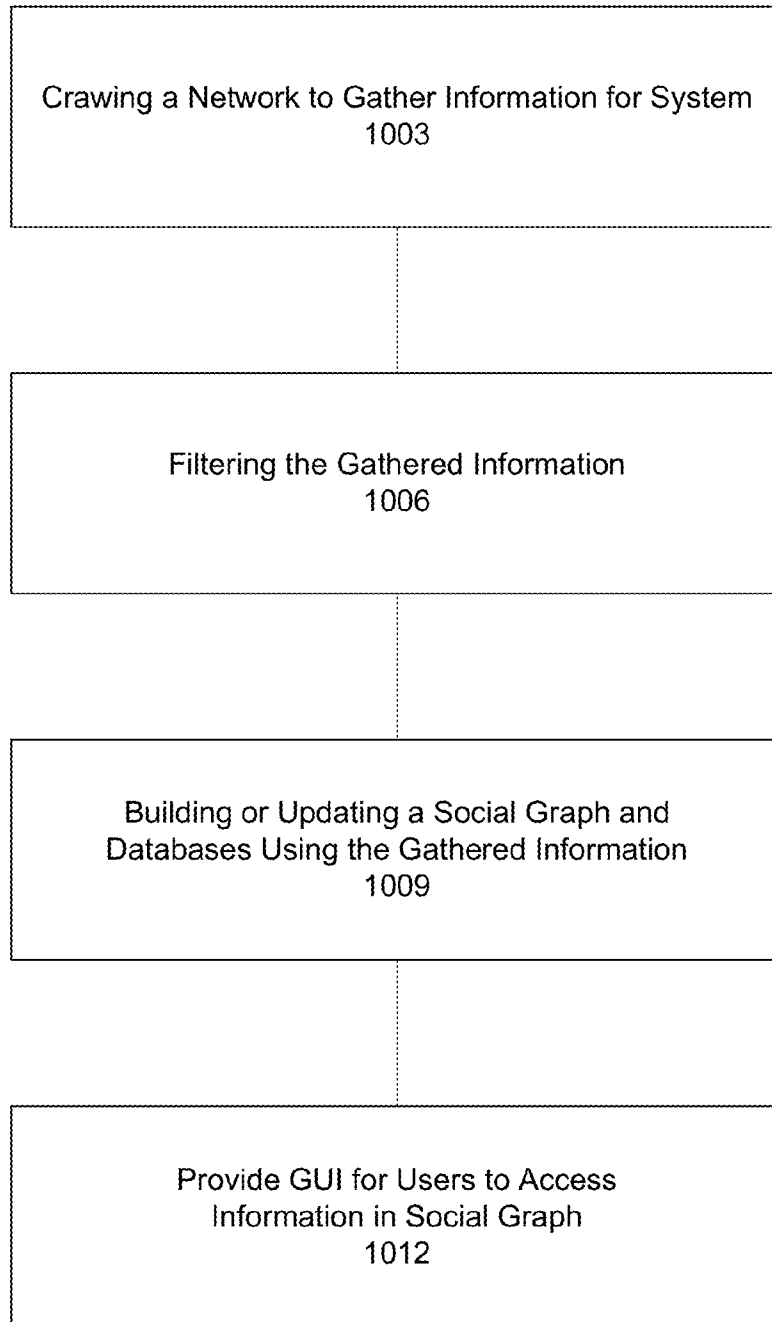 Crawing a Network to Gather Information for System
1003
Filtering the Gathered Information
1006
Building or Updating a Social Graph and
Databases Using the Gathered Information
1009
Provide GUI for Users to Access
Information in Social Graph
1012